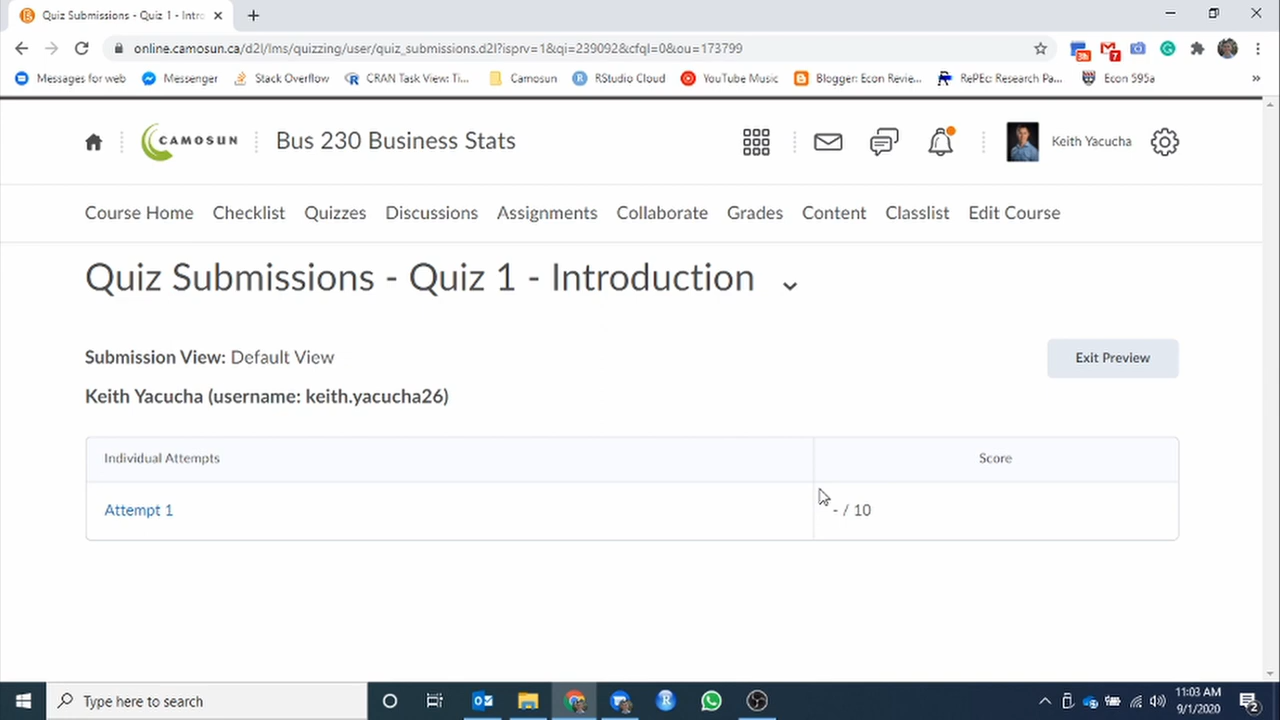 Quiz Submissions - Quiz 1 - Intro
online.camosun.ca/d2l/lms/quizzing/user/quiz_submissions.d2l?isprv=1&qi=239092&cfql=0&ou=173799
3h
7
Messages for web
Messenger
Stack Overflow
CRAN Task View: Ti...
Camosun
RStudio Cloud
YouTube Music
Blogger: Econ Revie...
RePEc: Research Pa...
Econ 595a
»
CAMOSUN
Bus 230 Business Stats
Keith Yacucha
Course Home
Checklist
Quizzes
Discussions
Assignments
Collaborate
Grades
Content
Classlist
Edit Course
Quiz Submissions - Quiz 1 - Introduction
Submission View: Default View
Exit Preview
Keith Yacucha (username: keith.yacucha26)
Individual Attempts
Score
Attempt 1
- / 10
Type here to search
11:03 AM
9/1/2020
2